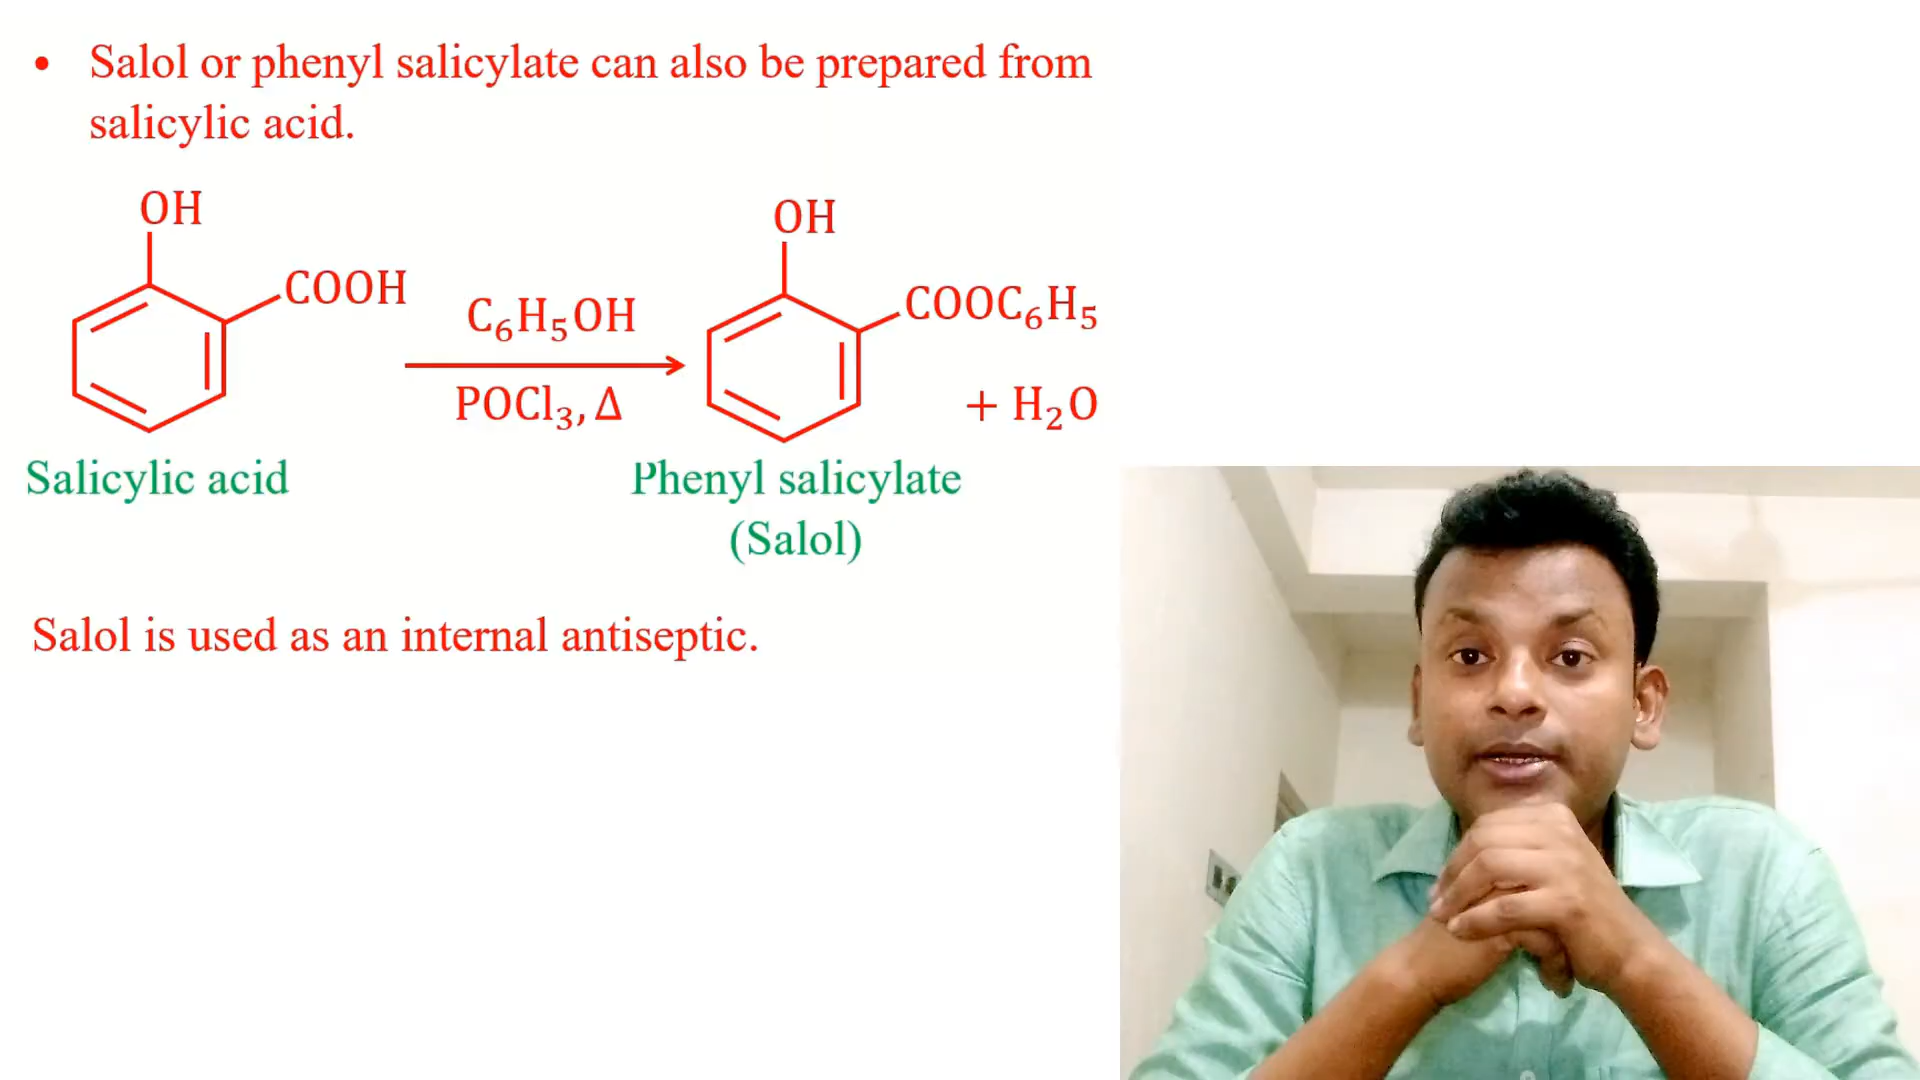 • Salol or phenyl salicylate can also be prepared from
salicylic acid.
OH
COOH
C₆H₅OH
POCl₃, Δ
OH
COOC₆H₅
+ H₂O
Salicylic acid
Phenyl salicylate
(Salol)
Salol is used as an internal antiseptic.